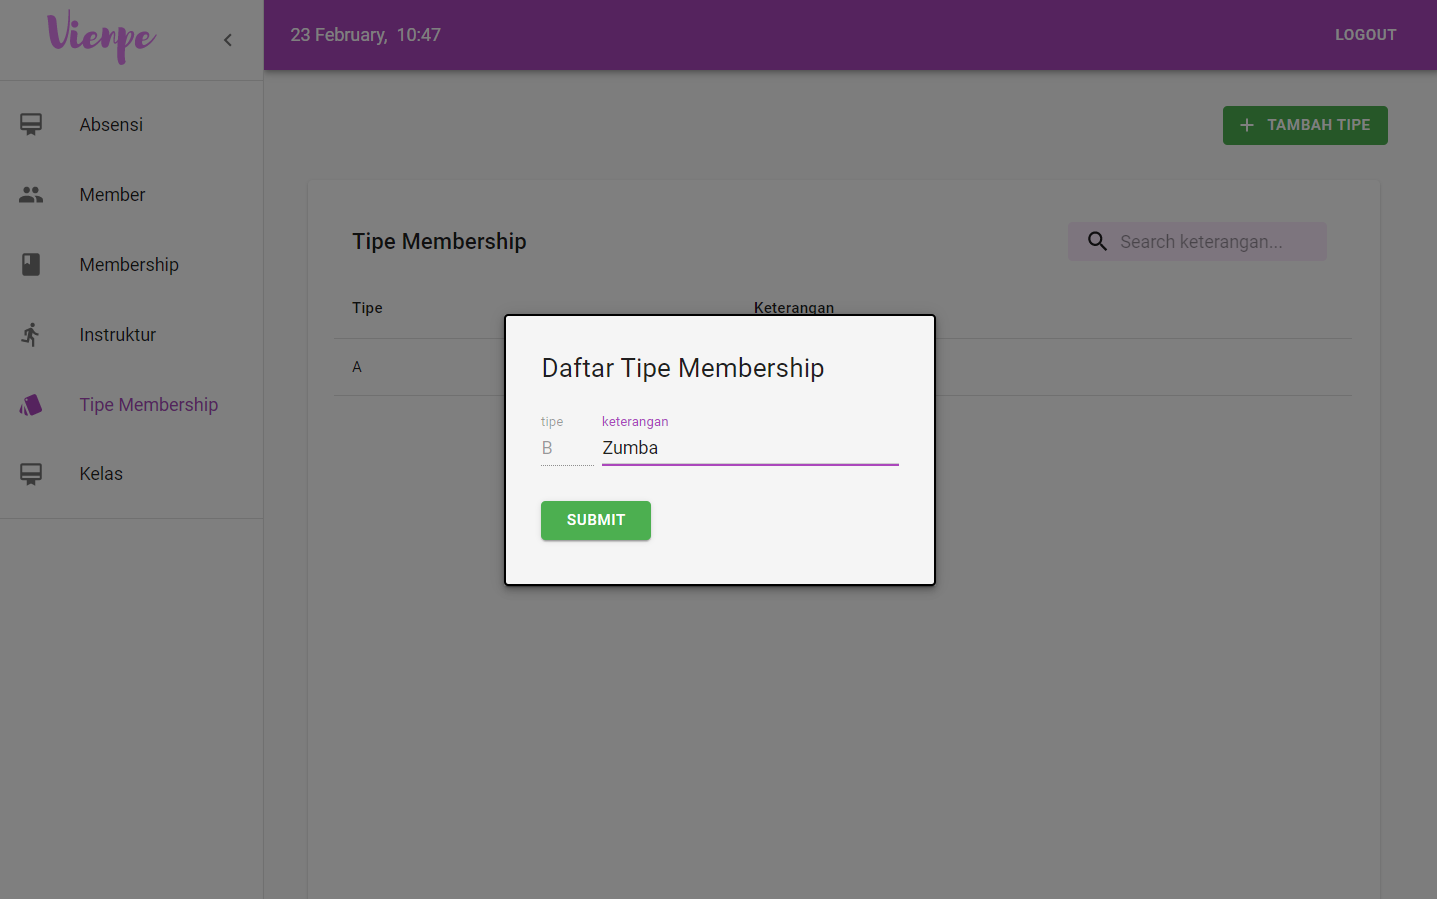 Vienpe
23 February, 10:47
LOGOUT
Absensi
Member
Membership
Instruktur
Tipe Membership
Kelas
TAMBAH TIPE
Tipe Membership
Search keterangan...
Tipe
Keterangan
A
Daftar Tipe Membership
tipe
keterangan
B
Zumba
SUBMIT